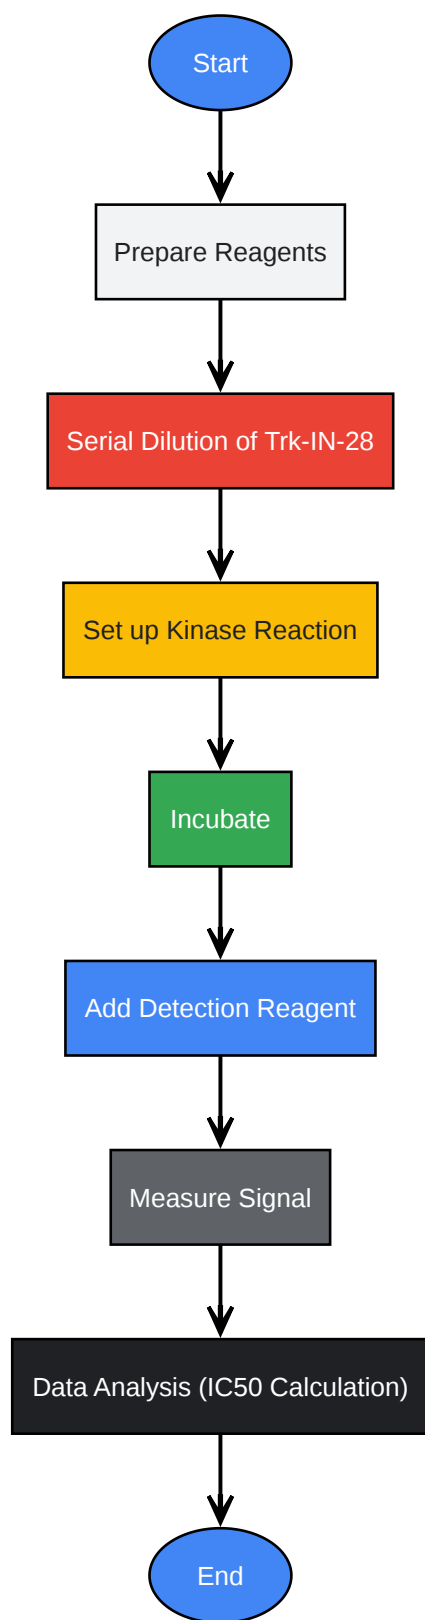 Start
Prepare Reagents
Serial Dilution of Trk-IN-28
Set up Kinase Reaction
Incubate
Add Detection Reagent
Measure Signal
Data Analysis (IC50 Calculation)
End